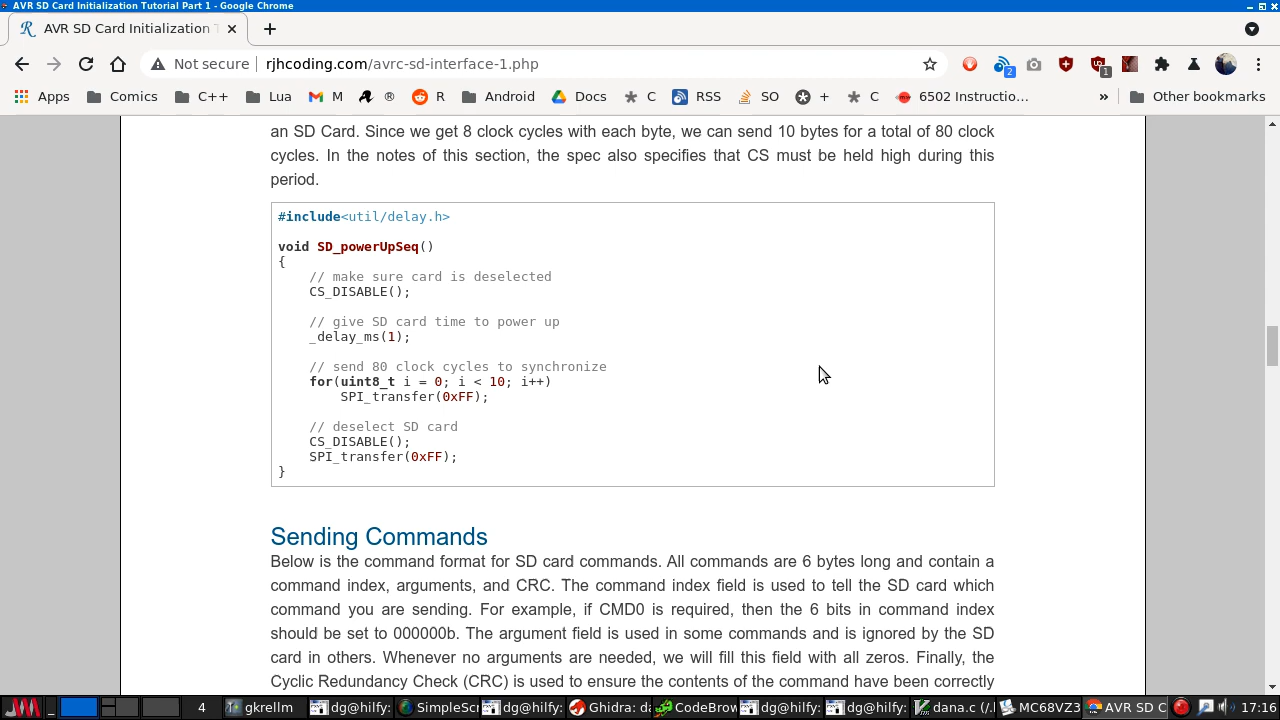 AVR SD Card Initialization Tutorial Part 1 - Google Chrome
AVR SD Card Initialization
Not secure rjhcoding.com/avrc-sd-interface-1.php
2 1
Apps Comics C++ Lua M ® R Android Docs C RSS SO + C 6502 Instructio… » Other bookmarks
an SD Card. Since we get 8 clock cycles with each byte, we can send 10 bytes for a total of 80 clock
cycles. In the notes of this section, the spec also specifies that CS must be held high during this
period.
#include<util/delay.h>
void SD_powerUpSeq()
{
// make sure card is deselected
CS_DISABLE();
// give SD card time to power up
_delay_ms(1);
// send 80 clock cycles to synchronize
for(uint8_t i = 0; i < 10; i++)
SPI_transfer(0xFF);
// deselect SD card
CS_DISABLE();
SPI_transfer(0xFF);
}
Sending Commands
Below is the command format for SD card commands. All commands are 6 bytes long and contain a
command index, arguments, and CRC. The command index field is used to tell the SD card which
command you are sending. For example, if CMD0 is required, then the 6 bits in command index
should be set to 000000b. The argument field is used in some commands and is ignored by the SD
card in others. Whenever no arguments are needed, we will fill this field with all zeros. Finally, the
Cyclic Redundancy Check (CRC) is used to ensure the contents of the command have been correctly
4 gkrellm dg@hilfy: SimpleScr dg@hilfy: Ghidra: da CodeBrow dg@hilfy: dg@hilfy: dana.c (/. MC68VZ3 AVR SD C 17:16